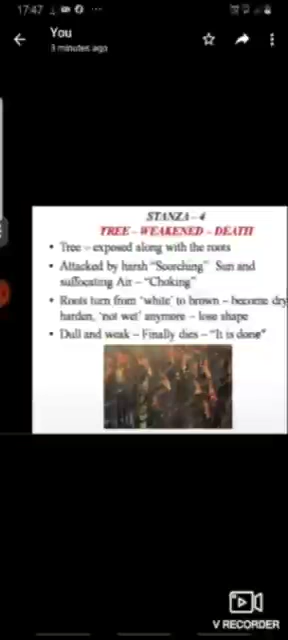 17:47
You
3 minutes ago
STANZA – 4
TREE – WEAKENED – DEATH
• Tree – exposed along with the roots
• Attacked by harsh "Scorching" Sun and
suffocating Air – "Choking"
• Roots turn from 'white' to brown – become dry
harden, 'not wet' anymore – lose shape
• Dull and weak – Finally dies – "It is done"
V RECORDER